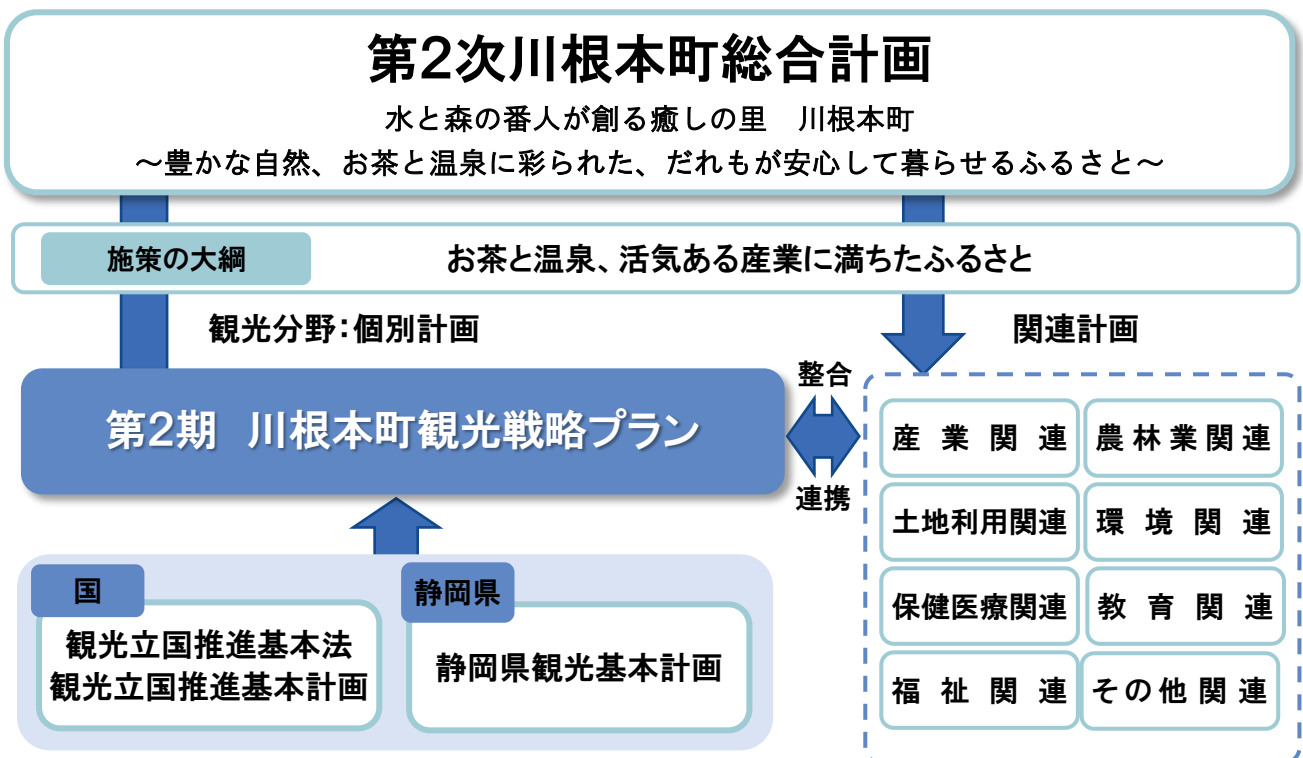 第2次川根本町総合計画
水と森の番人が創る癒しの里　川根本町
～豊かな自然、お茶と温泉に彩られた、だれもが安心して暮らせるふるさと～
施策の大綱
お茶と温泉、活気ある産業に満ちたふるさと
観光分野：個別計画
関連計画
第2期　川根本町観光戦略プラン
整合
連携
産業関連
農林業関連
土地利用関連
環境関連
保健医療関連
教育関連
福祉関連
その他関連
国
観光立国推進基本法
観光立国推進基本計画
静岡県
静岡県観光基本計画